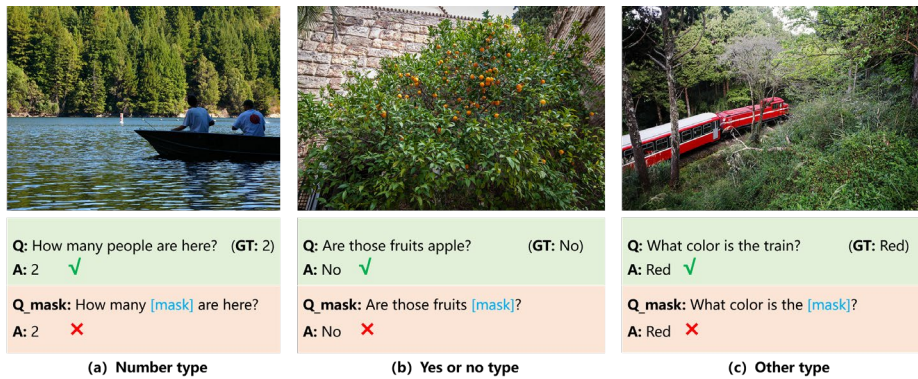 Q: How many people are here? (GT: 2)
A: 2 √
Q_mask: How many [mask] are here?
A: 2 ×
(a) Number type
Q: Are those fruits apple? (GT: No)
A: No √
Q_mask: Are those fruits [mask]?
A: No ×
(b) Yes or no type
Q: What color is the train? (GT: Red)
A: Red √
Q_mask: What color is the [mask]?
A: Red ×
(c) Other type